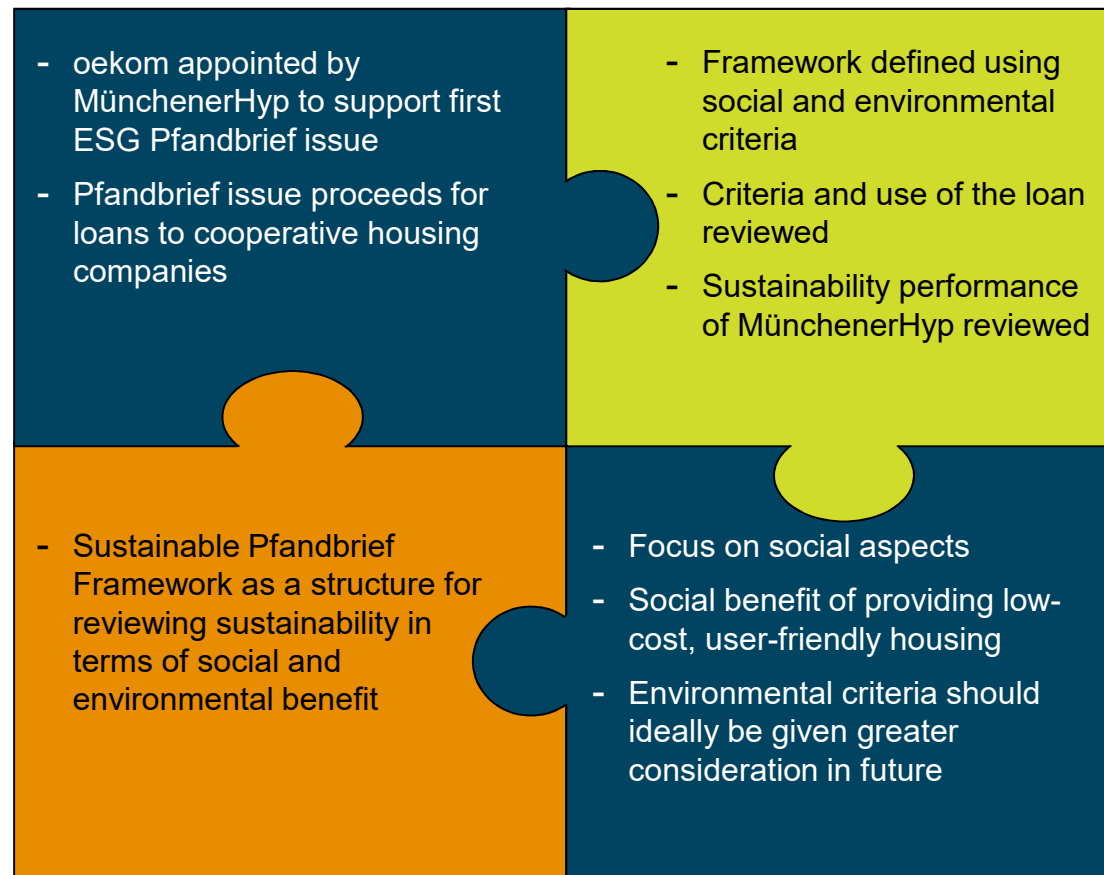 - oekom appointed by
MünchenerHyp to support first
ESG Pfandbrief issue
- Pfandbrief issue proceeds for
loans to cooperative housing
companies
- Framework defined using
social and environmental
criteria
- Criteria and use of the loan
reviewed
- Sustainability performance
of MünchenerHyp reviewed
- Sustainable Pfandbrief
Framework as a structure for
reviewing sustainability in
terms of social and
environmental benefit
- Focus on social aspects
- Social benefit of providing low-
cost, user-friendly housing
- Environmental criteria should
ideally be given greater
consideration in future